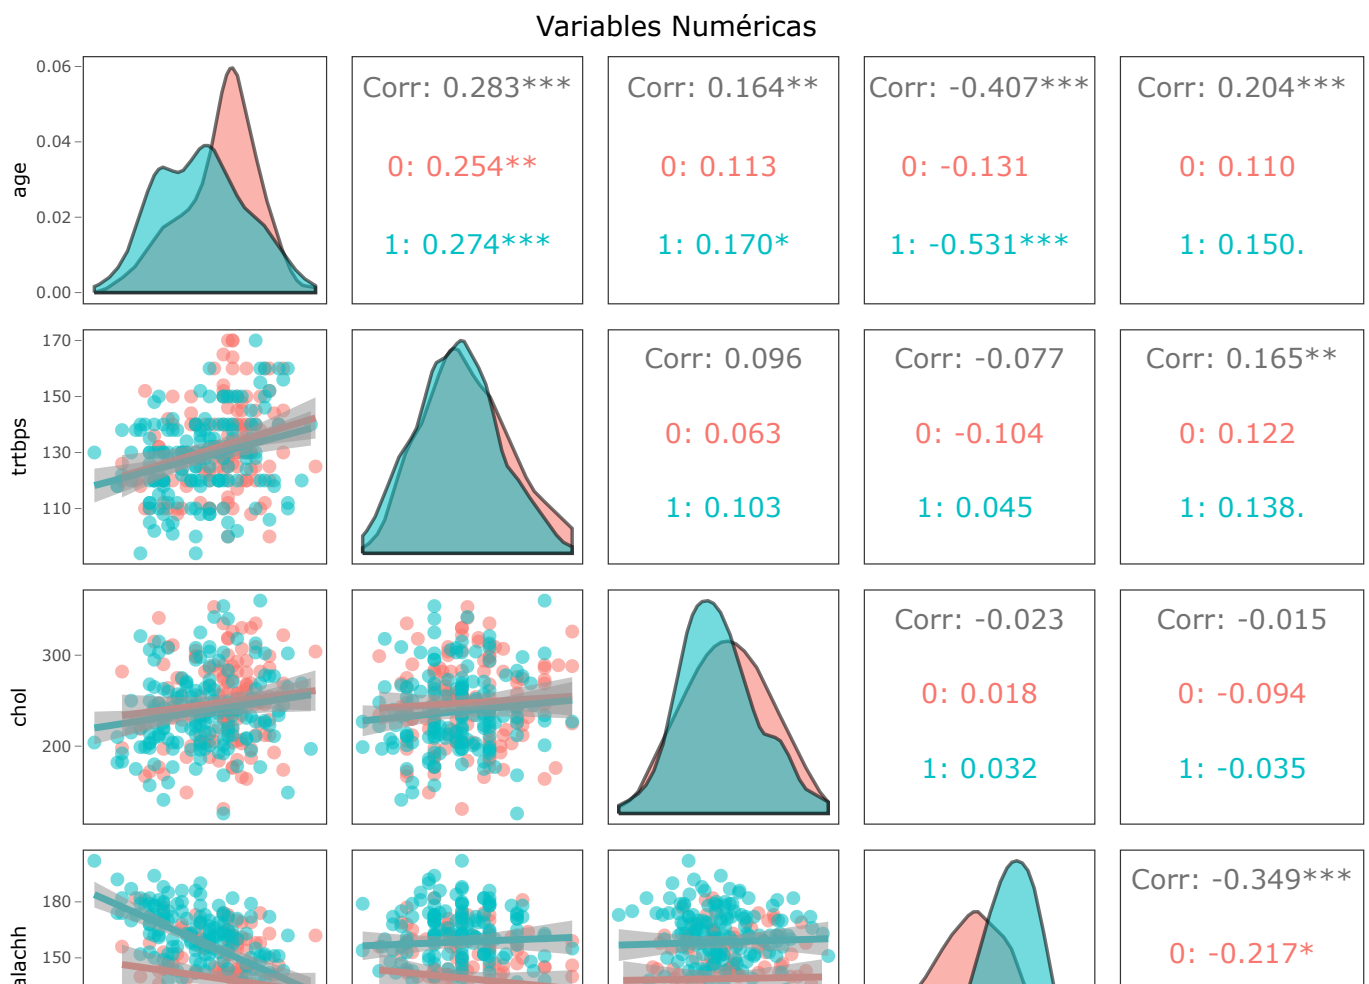 Variables Numéricas
0.06
0.04
0.02
0.00
age
Corr: 0.283***
0: 0.254**
1: 0.274***
Corr: 0.164**
0: 0.113
1: 0.170*
Corr: -0.407***
0: -0.131
1: -0.531***
Corr: 0.204***
0: 0.110
1: 0.150.
170
150
130
110
trtbps
Corr: 0.096
0: 0.063
1: 0.103
Corr: -0.077
0: -0.104
1: 0.045
Corr: 0.165**
0: 0.122
1: 0.138.
300
200
chol
Corr: -0.023
0: 0.018
1: 0.032
Corr: -0.015
0: -0.094
1: -0.035
180
150
alachh
Corr: -0.349***
0: -0.217*